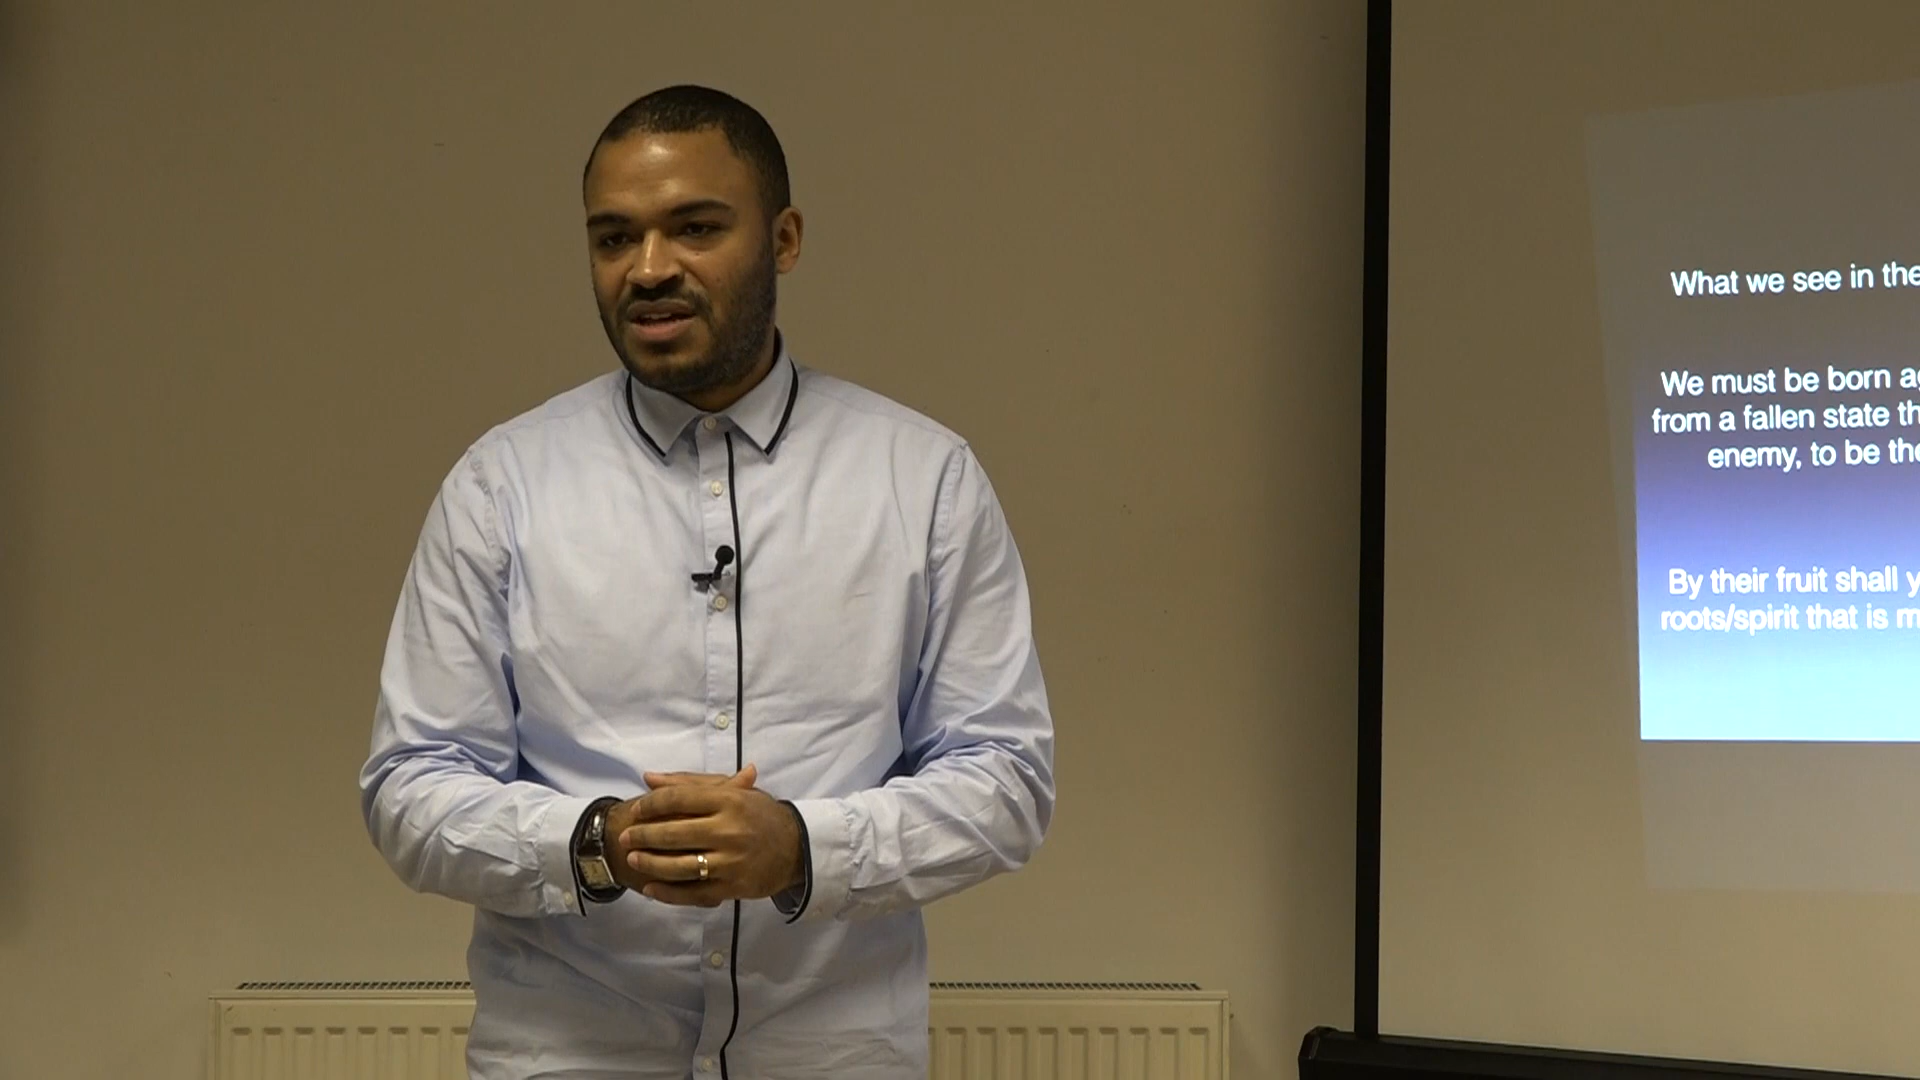 What we see in the
We must be born
from a fallen state
enemy, to be the
By their fruit shall
roots/spirit that is